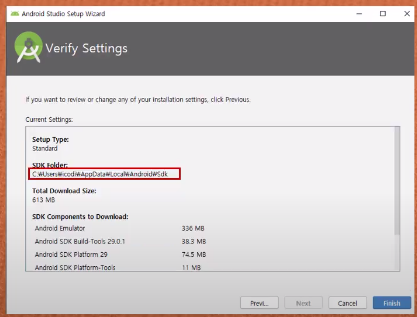 Android Studio Setup Wizard
Verify Settings
If you want to review or change any of your installation settings, click Previous.
Current Settings:
Setup Type:
Standard
SDK Folder:
C:₩Users₩icodi₩AppData₩Local₩Android₩Sdk
Total Download Size:
613 MB
SDK Components to Download:
Android Emulator 336 MB
Android SDK Build-Tools 29.0.1 38.3 MB
Android SDK Platform 29 74.5 MB
Android SDK Platform-Tools 11 MB
Previ... Next Cancel Finish